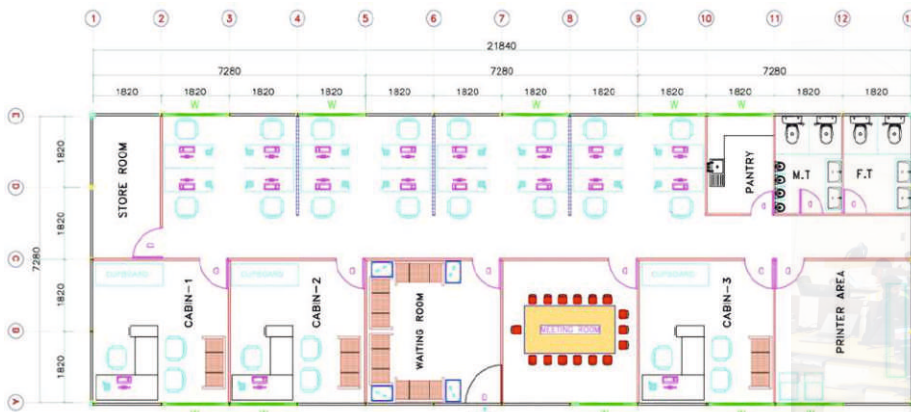 1 2 3 4 5 6 7 8 9 10 11 12
21840
7280 7280 7280
1820 1820 1820 1820 1820 1820 1820 1820 1820 1820 1820 1820
W W W W W
E
D
C
B
A
7280
1820
1820
1820
1820
STORE ROOM
PANTRY
M.T
F.T
D
D
D
D
CUPBOARD
CABIN-1
D
CUPBOARD
CABIN-2
D
WAITING ROOM
D
MEETING ROOM
D
CUPBOARD
CABIN-3
D
D
PRINTER AREA